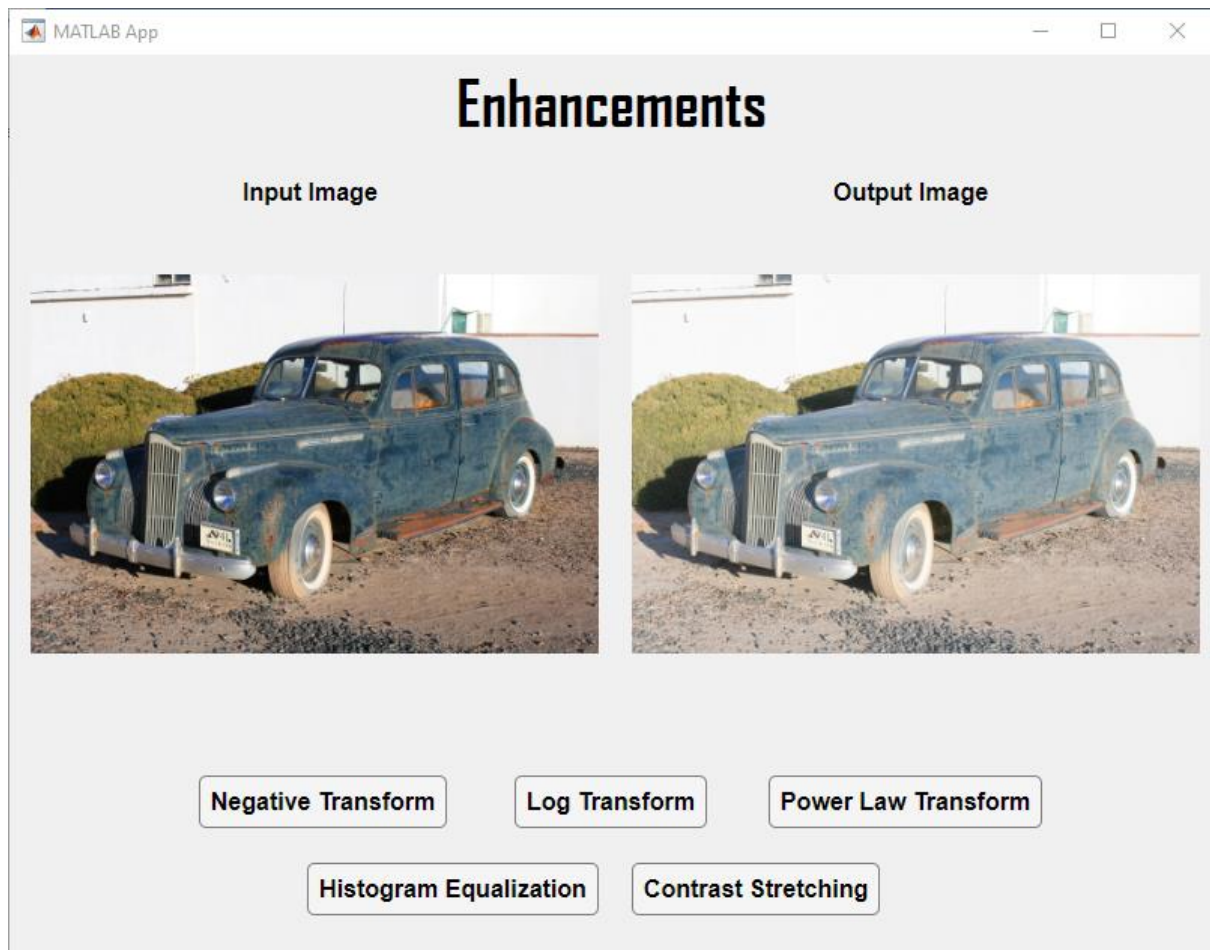 MATLAB App
Enhancements
Input Image
Output Image
Negative Transform
Log Transform
Power Law Transform
Histogram Equalization
Contrast Stretching